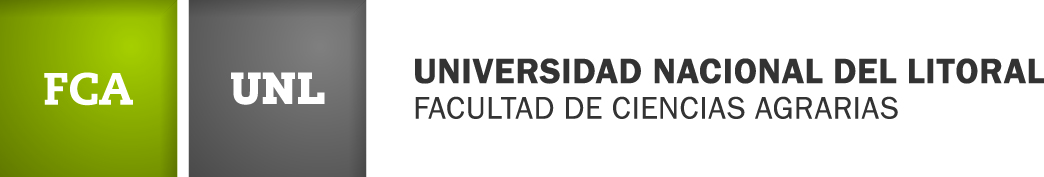 FCA
UNL
UNIVERSIDAD NACIONAL DEL LITORAL
FACULTAD DE CIENCIAS AGRARIAS